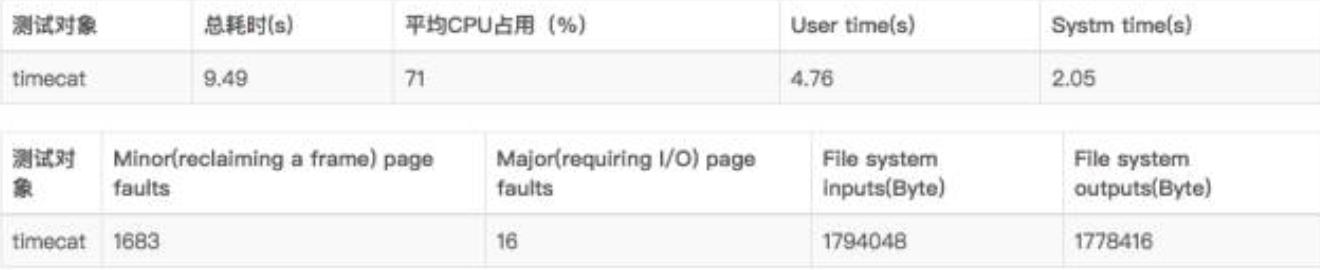 测试对象 总耗时(s) 平均CPU占用（%） User time(s) Systm time(s)
timecat 9.49 71 4.76 2.05
测试对 Minor(reclaiming a frame) page Major(requiring I/O) page File system File system
象 faults faults inputs(Byte) outputs(Byte)
timecat 1683 16 1794048 1778416